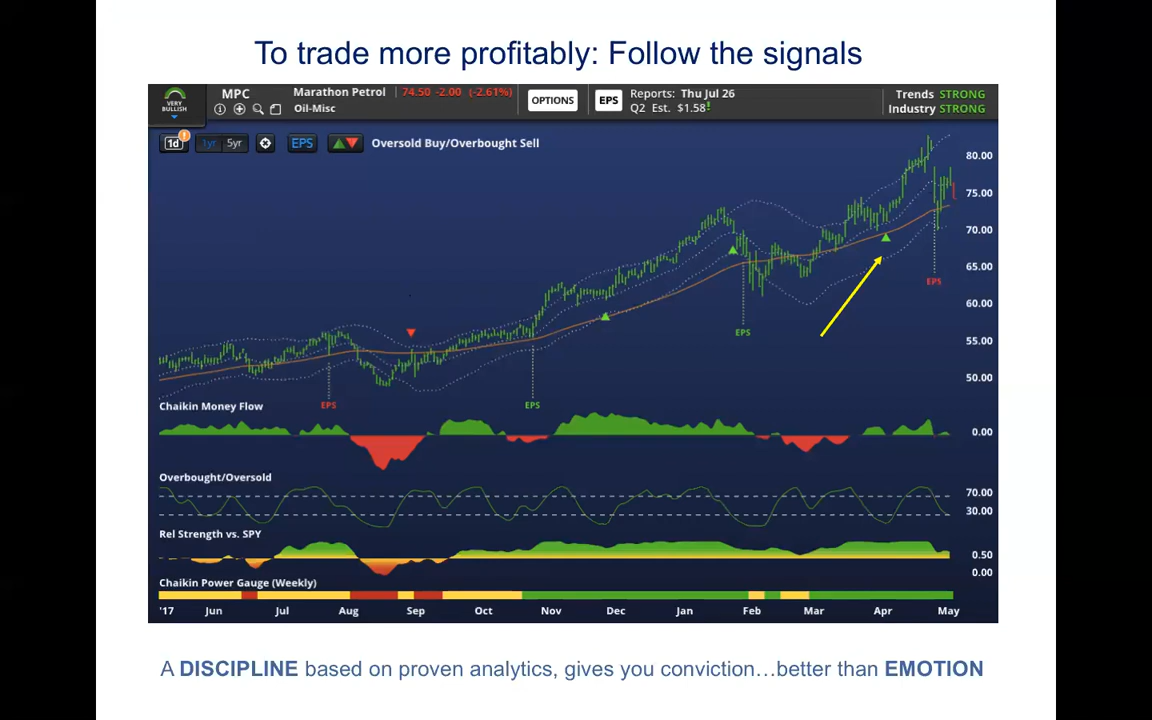 To trade more profitably: Follow the signals
VERY BULLISH
MPC
Marathon Petrol 74.50 -2.00 (-2.61%)
Oil-Misc
OPTIONS
EPS
Reports: Thu Jul 26
Q2 Est. $1.58
Trends STRONG
Industry STRONG
1d
1yr 5yr
EPS
Oversold Buy/Overbought Sell
80.00
75.00
70.00
65.00
60.00
55.00
50.00
EPS
EPS
EPS
EPS
Chaikin Money Flow
0.00
Overbought/Oversold
70.00
30.00
Rel Strength vs. SPY
0.50
0.00
Chaikin Power Gauge (Weekly)
'17 Jun Jul Aug Sep Oct Nov Dec Jan Feb Mar Apr May
A DISCIPLINE based on proven analytics, gives you conviction…better than EMOTION